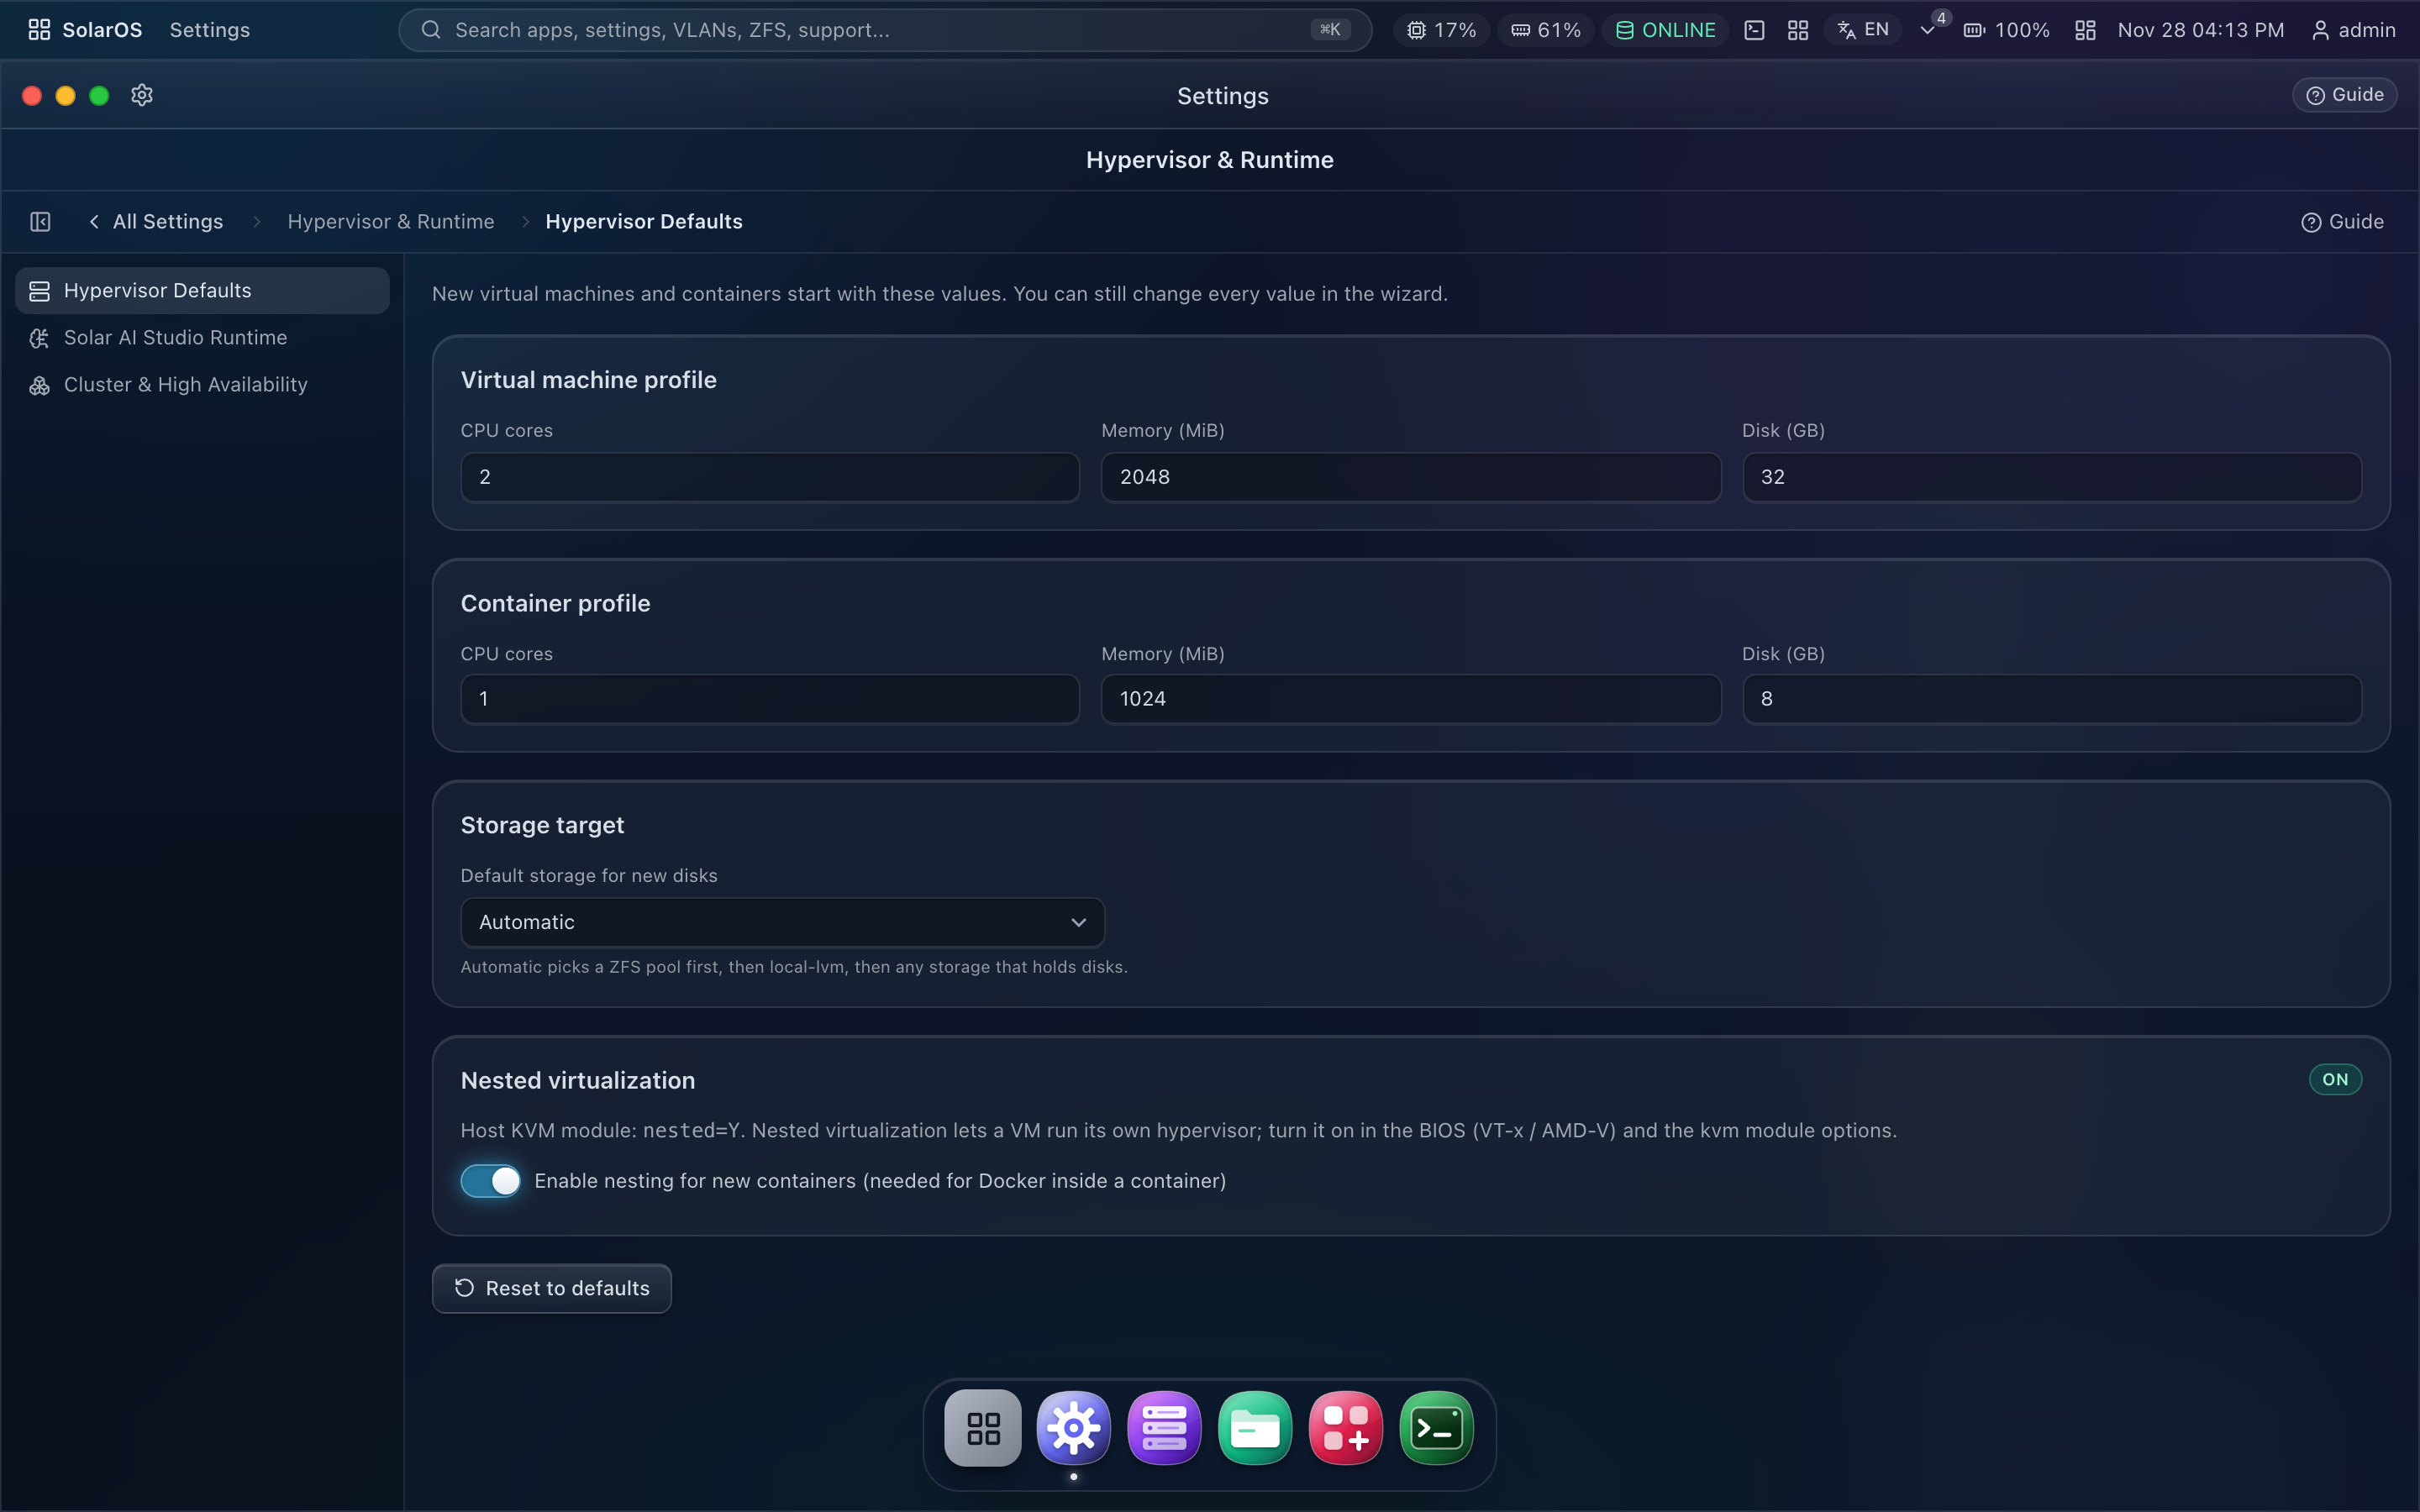 SolarOS Settings Search apps, settings, VLANs, ZFS, support... ⌘K 17% 61% ONLINE EN 4 100% Nov 28 04:13 PM admin
Settings Guide
Hypervisor & Runtime
All Settings Hypervisor & Runtime Hypervisor Defaults Guide
Hypervisor Defaults
Solar AI Studio Runtime
Cluster & High Availability
New virtual machines and containers start with these values. You can still change every value in the wizard.
Virtual machine profile
CPU cores Memory (MiB) Disk (GB)
2 2048 32
Container profile
CPU cores Memory (MiB) Disk (GB)
1 1024 8
Storage target
Default storage for new disks
Automatic
Automatic picks a ZFS pool first, then local-lvm, then any storage that holds disks.
Nested virtualization ON
Host KVM module: nested=Y. Nested virtualization lets a VM run its own hypervisor; turn it on in the BIOS (VT-x / AMD-V) and the kvm module options.
Enable nesting for new containers (needed for Docker inside a container)
Reset to defaults